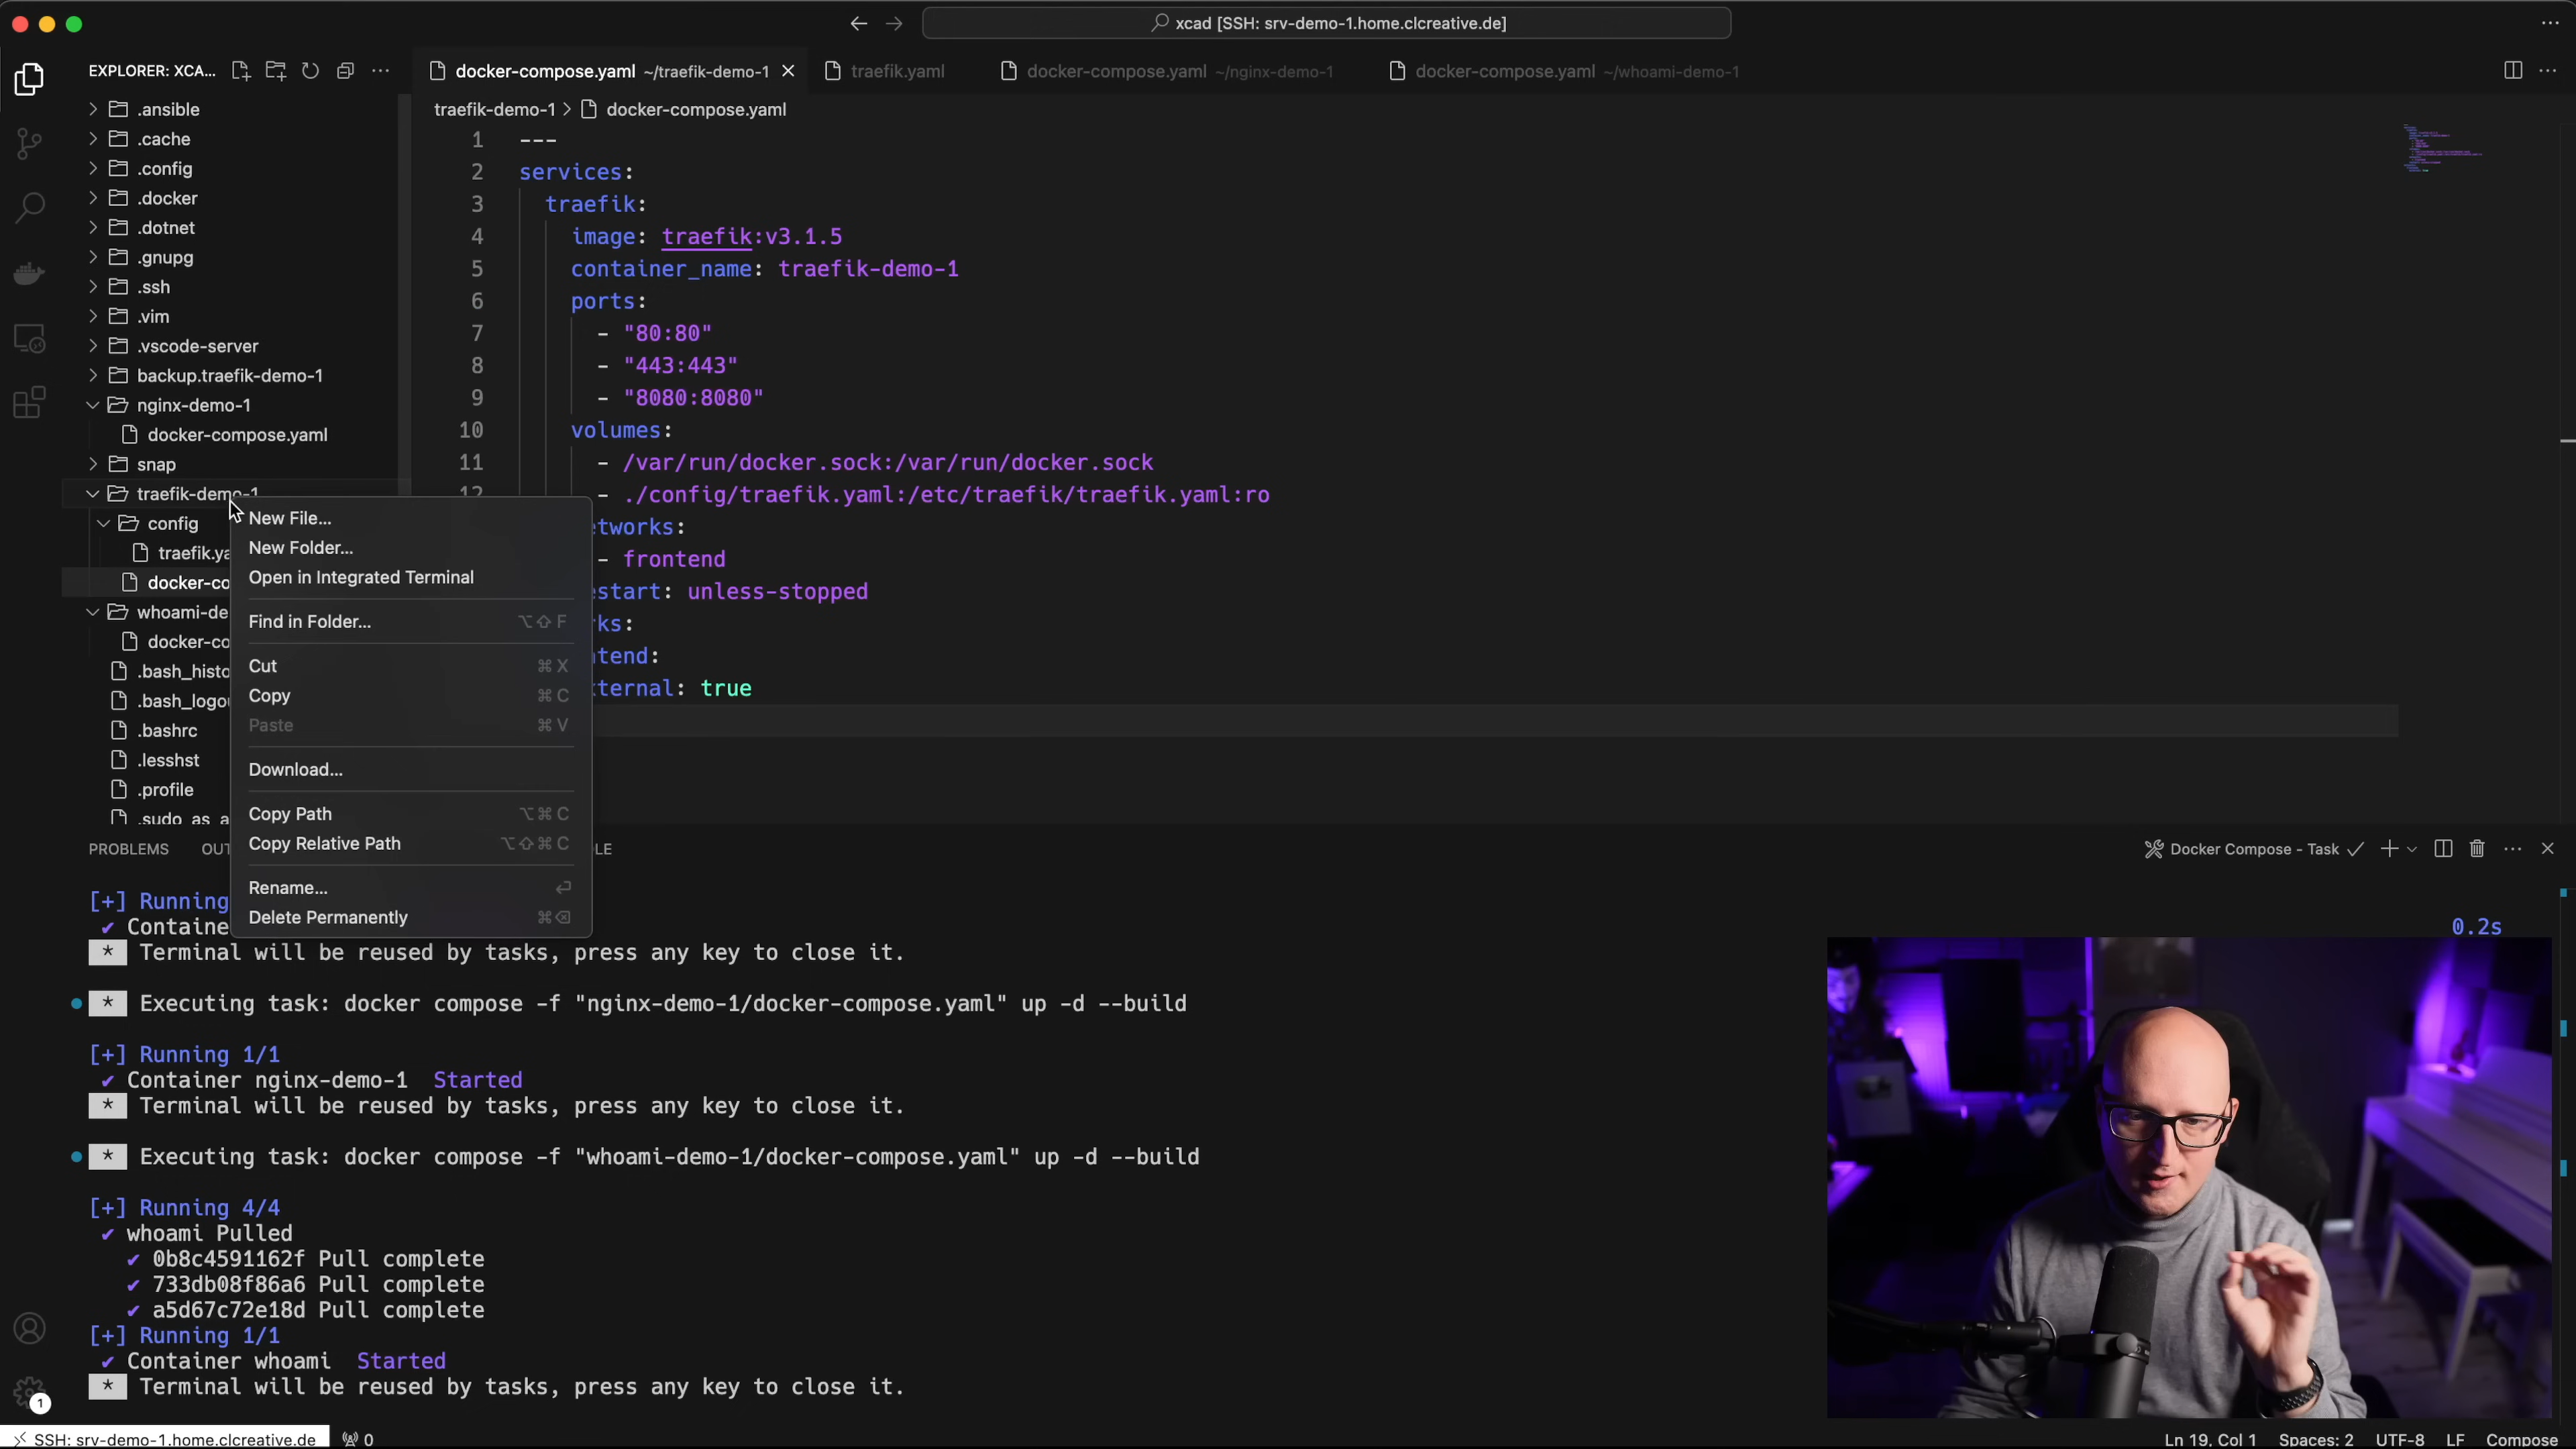 xcad [SSH: srv-demo-1.home.clcreative.de]
EXPLORER: XCA...
docker-compose.yaml ~/traefik-demo-1
traefik.yaml
docker-compose.yaml ~/nginx-demo-1
docker-compose.yaml ~/whoami-demo-1
traefik-demo-1 > docker-compose.yaml
.ansible
.cache
.config
.docker
.dotnet
.gnupg
.ssh
.vim
.vscode-server
backup.traefik-demo-1
nginx-demo-1
docker-compose.yaml
snap
traefik-demo-1
config
traefik.ya
docker-co
whoami-de
docker-co
.bash_histo
.bash_logou
.bashrc
.lesshst
.profile
.sudo_as_a
1 ---
2 services:
3 traefik:
4 image: traefik:v3.1.5
5 container_name: traefik-demo-1
6 ports:
7 - "80:80"
8 - "443:443"
9 - "8080:8080"
10 volumes:
11 - /var/run/docker.sock:/var/run/docker.sock
12 - ./config/traefik.yaml:/etc/traefik/traefik.yaml:ro
etworks:
- frontend
estart: unless-stopped
ks:
tend:
ternal: true
New File...
New Folder...
Open in Integrated Terminal
Find in Folder... ⌥⇧F
Cut ⌘X
Copy ⌘C
Paste ⌘V
Download...
Copy Path ⌥⌘C
Copy Relative Path ⌥⇧⌘C
Rename... ⏎
Delete Permanently ⌘⌫
PROBLEMS OUT LE
Docker Compose - Task
[+] Running
✔ Containe 0.2s
* Terminal will be reused by tasks, press any key to close it.
* Executing task: docker compose -f "nginx-demo-1/docker-compose.yaml" up -d --build
[+] Running 1/1
✔ Container nginx-demo-1 Started
* Terminal will be reused by tasks, press any key to close it.
* Executing task: docker compose -f "whoami-demo-1/docker-compose.yaml" up -d --build
[+] Running 4/4
✔ whoami Pulled
✔ 0b8c4591162f Pull complete
✔ 733db08f86a6 Pull complete
✔ a5d67c72e18d Pull complete
[+] Running 1/1
✔ Container whoami Started
* Terminal will be reused by tasks, press any key to close it.
1
SSH: srv-demo-1.home.clcreative.de
0
Ln 19, Col 1 Spaces: 2 UTF-8 LF Compose